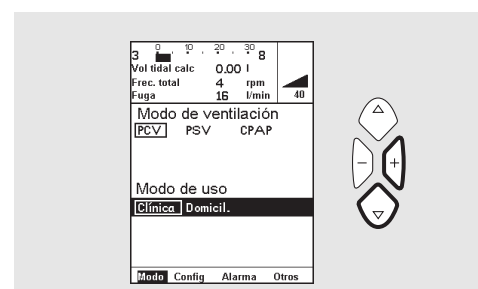 0 10 20 30
3 8
Vol tidal calc 0.00 l
Frec. total 4 rpm
Fuga 16 l/min 40
Modo de ventilación
PCV PSV CPAP
Modo de uso
Clínica Domicil.
Modo Config Alarma Otros
- +